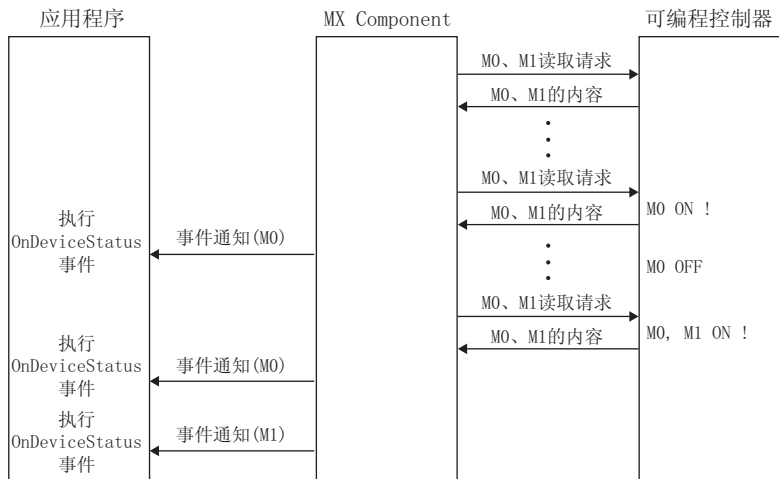 应用程序
MX Component
可编程控制器
M0、M1读取请求
M0、M1的内容
M0、M1读取请求
M0 ON !
M0、M1的内容
执行
OnDeviceStatus
事件
事件通知(M0)
M0 OFF
M0、M1读取请求
M0、M1的内容
M0, M1 ON !
执行
OnDeviceStatus
事件
事件通知(M0)
执行
OnDeviceStatus
事件
事件通知(M1)